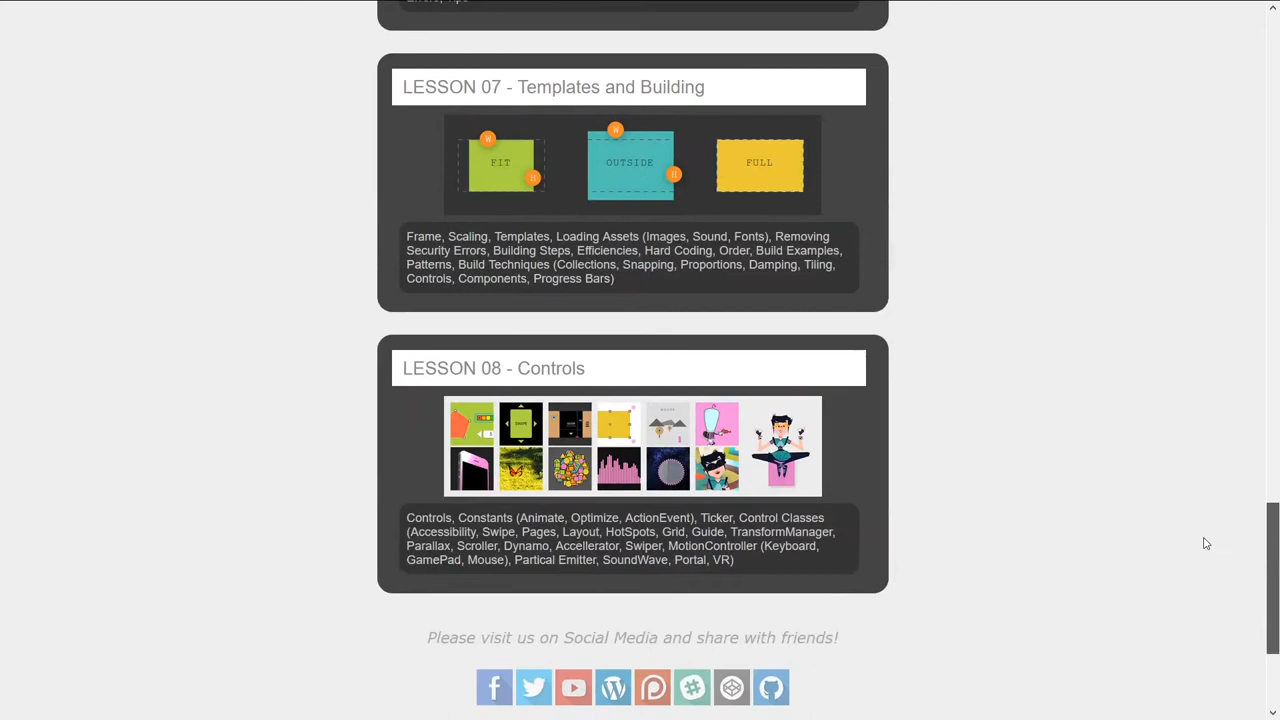 LESSON 07 - Templates and Building
W
W
FIT
OUTSIDE
FULL
H
H
Frame, Scaling, Templates, Loading Assets (Images, Sound, Fonts), Removing
Security Errors, Building Steps, Efficiencies, Hard Coding, Order, Build Examples,
Patterns, Build Techniques (Collections, Snapping, Proportions, Damping, Tiling,
Controls, Components, Progress Bars)
LESSON 08 - Controls
Controls, Constants (Animate, Optimize, ActionEvent), Ticker, Control Classes
(Accessibility, Swipe, Pages, Layout, HotSpots, Grid, Guide, TransformManager,
Parallax, Scroller, Dynamo, Accellerator, Swiper, MotionController (Keyboard,
GamePad, Mouse), Partical Emitter, SoundWave, Portal, VR)
Please visit us on Social Media and share with friends!